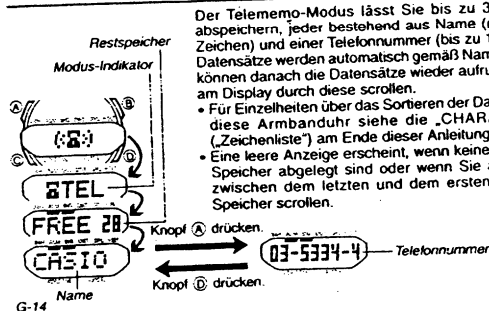 Der Telememo-Modus lässt Sie bis zu 3
abspeichern, jeder bestehend aus Name (
Zeichen) und einer Telefonnummer (bis zu 1
Datensätze werden automatisch gemäß Nam
können danach die Datensätze wieder aufru
am Display durch diese scrollen.
• Für Einzelheiten über das Sortieren der Da
diese Armbanduhr siehe die „CHAR
("Zeichenliste") am Ende dieser Anleitung
• Eine leere Anzeige erscheint, wenn keine
Speicher abgelegt sind oder wenn Sie
zwischen dem letzten und dem ersten
Speicher scrollen.
Restspeicher
Modus-Indikator
A
B
C
D
TEL
FREE 28
CASIO
Name
Knopf A drücken.
Knopf D drücken.
03-5334-4
Telefonnummer
G-14